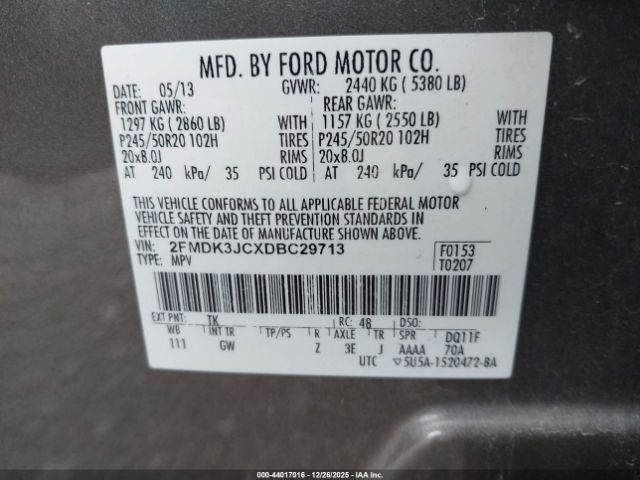 MFD. BY FORD MOTOR CO.
DATE: 05/13 GVWR: 2440 KG ( 5380 LB)
FRONT GAWR: REAR GAWR:
1297 KG ( 2860 LB) WITH 1157 KG ( 2550 LB) WITH
P245/50R20 102H TIRES P245/50R20 102H TIRES
20x8.0J RIMS 20x8.0J RIMS
AT 240 kPa/ 35 PSI COLD AT 240 kPa/ 35 PSI COLD
THIS VEHICLE CONFORMS TO ALL APPLICABLE FEDERAL MOTOR
VEHICLE SAFETY AND THEFT PREVENTION STANDARDS IN
EFFECT ON THE DATE OF MANUFACTURE SHOWN ABOVE.
VIN: 2FMDK3JCXDBC29713 F0153
TYPE: MPV T0207
EXT PNT: TK RC: 48 DSO:
WB INT TR TP/PS R AXLE TR SPR DQ11F
111 GW Z 3E J AAAA 70A
UTC ▽5U5A-1520472-BA
000-44017016 - 12/26/2025 - IAAI.com